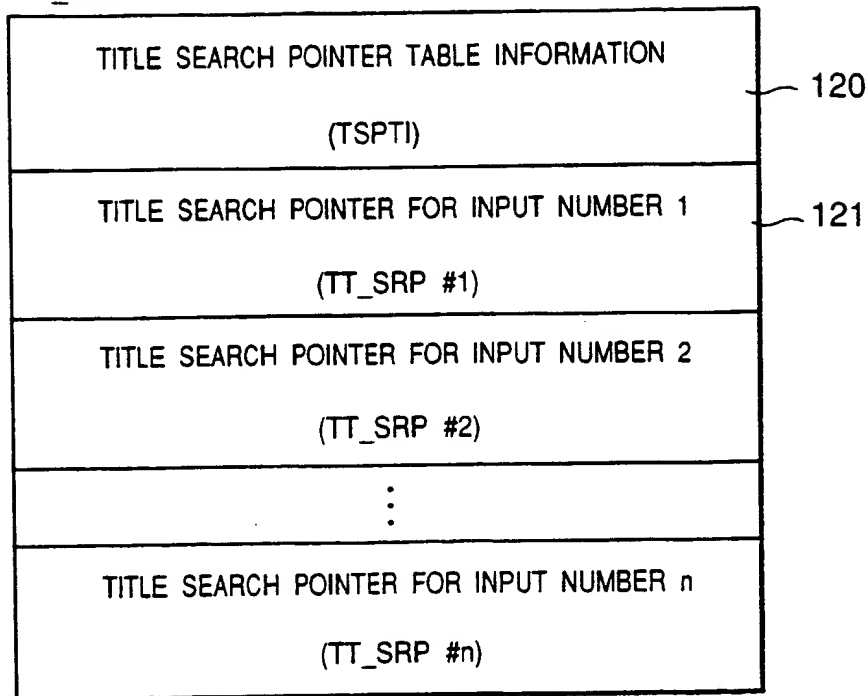 TITLE SEARCH POINTER TABLE INFORMATION
(TSPTI)
120
TITLE SEARCH POINTER FOR INPUT NUMBER 1
(TT_SRP #1)
121
TITLE SEARCH POINTER FOR INPUT NUMBER 2
(TT_SRP #2)
⋮
TITLE SEARCH POINTER FOR INPUT NUMBER n
(TT_SRP #n)